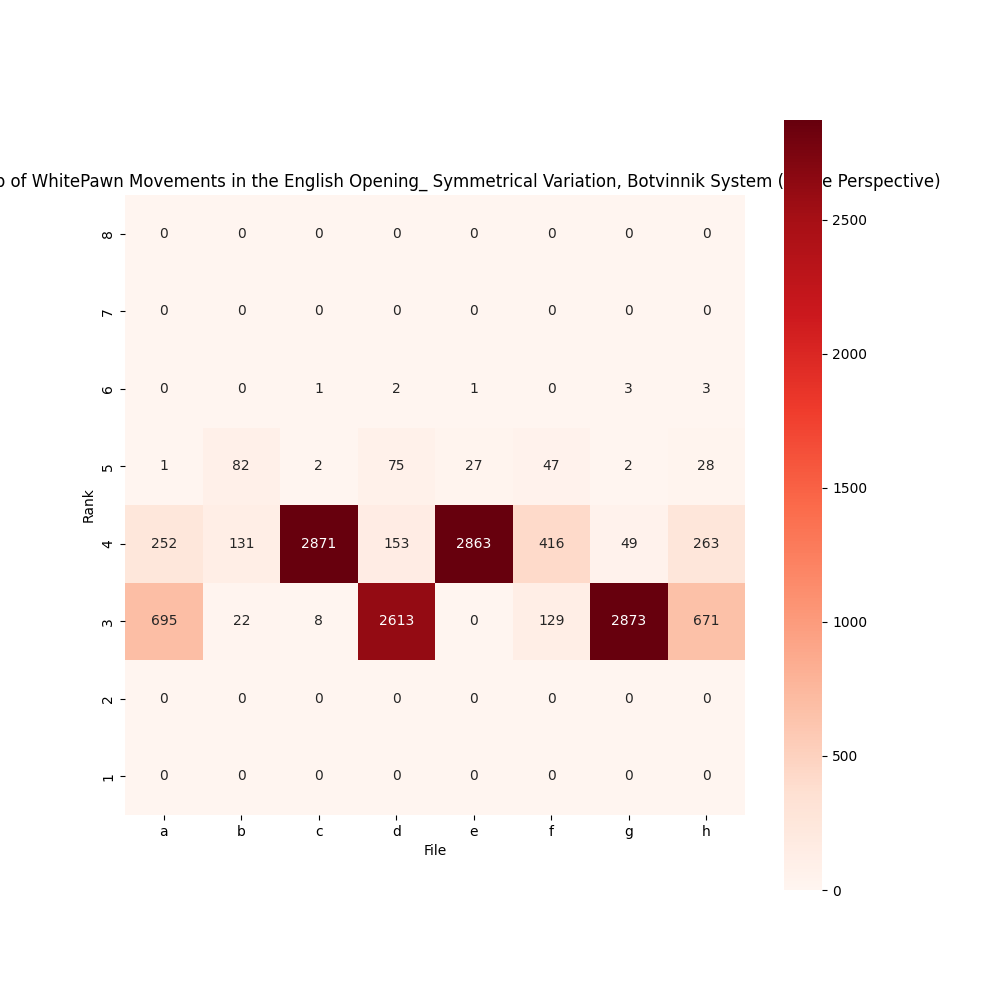 of WhitePawn Movements in the English Opening_ Symmetrical Variation, Botvinnik System ( Perspective)
8 0 0 0 0 0 0 0 0
7 0 0 0 0 0 0 0 0
6 0 0 1 2 1 0 3 3
5 1 82 2 75 27 47 2 28
4 252 131 2871 153 2863 416 49 263
3 695 22 8 2613 0 129 2873 671
2 0 0 0 0 0 0 0 0
1 0 0 0 0 0 0 0 0
a b c d e f g h
Rank
File
2500
2000
1500
1000
500
0